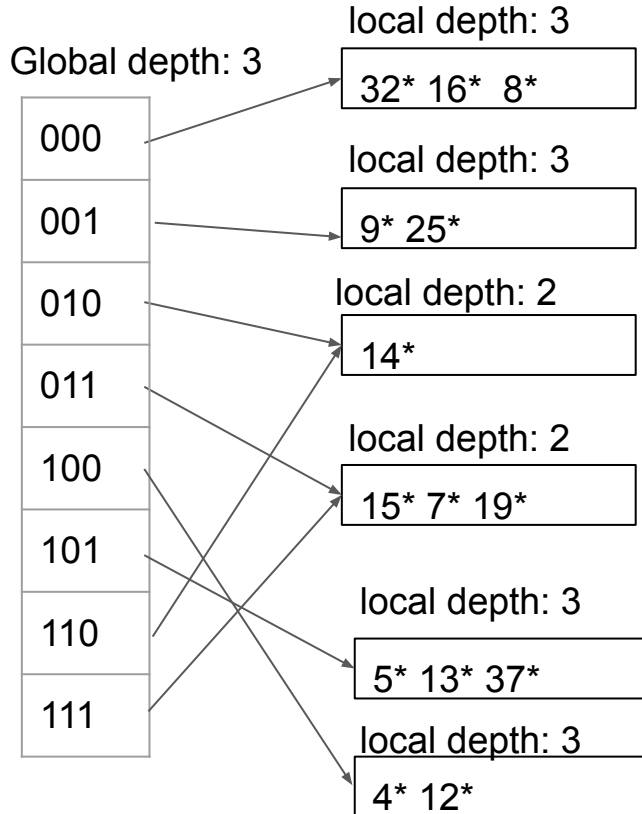 Global depth: 3
000
001
010
011
100
101
110
111
local depth: 3
32* 16* 8*
local depth: 3
9* 25*
local depth: 2
14*
local depth: 2
15* 7* 19*
local depth: 3
5* 13* 37*
local depth: 3
4* 12*